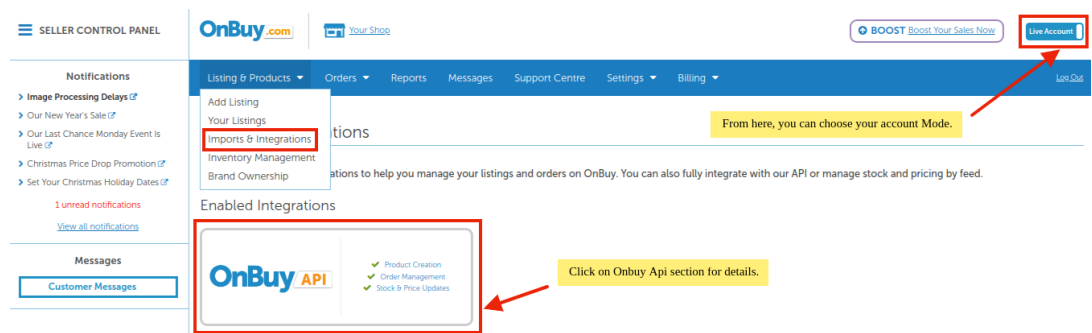 SELLER CONTROL PANEL
OnBuy.com
Your Shop
BOOST Boost Your Sales Now
Live Account
Notifications
Image Processing Delays
Our New Year's Sale
Our Last Chance Monday Event Is
Live
Christmas Price Drop Promotion
Set Your Christmas Holiday Dates
1 unread notifications
View all notifications
Messages
Customer Messages
Listing & Products Orders Reports Messages Support Centre Settings Billing Log Out
Add Listing
Your Listings
Imports & Integrations
Inventory Management
Brand Ownership
tions
From here, you can choose your account Mode.
ations to help you manage your listings and orders on OnBuy. You can also fully integrate with our API or manage stock and pricing by feed.
Enabled Integrations
OnBuy API
Product Creation
Order Management
Stock & Price Updates
Click on Onbuy Api section for details.